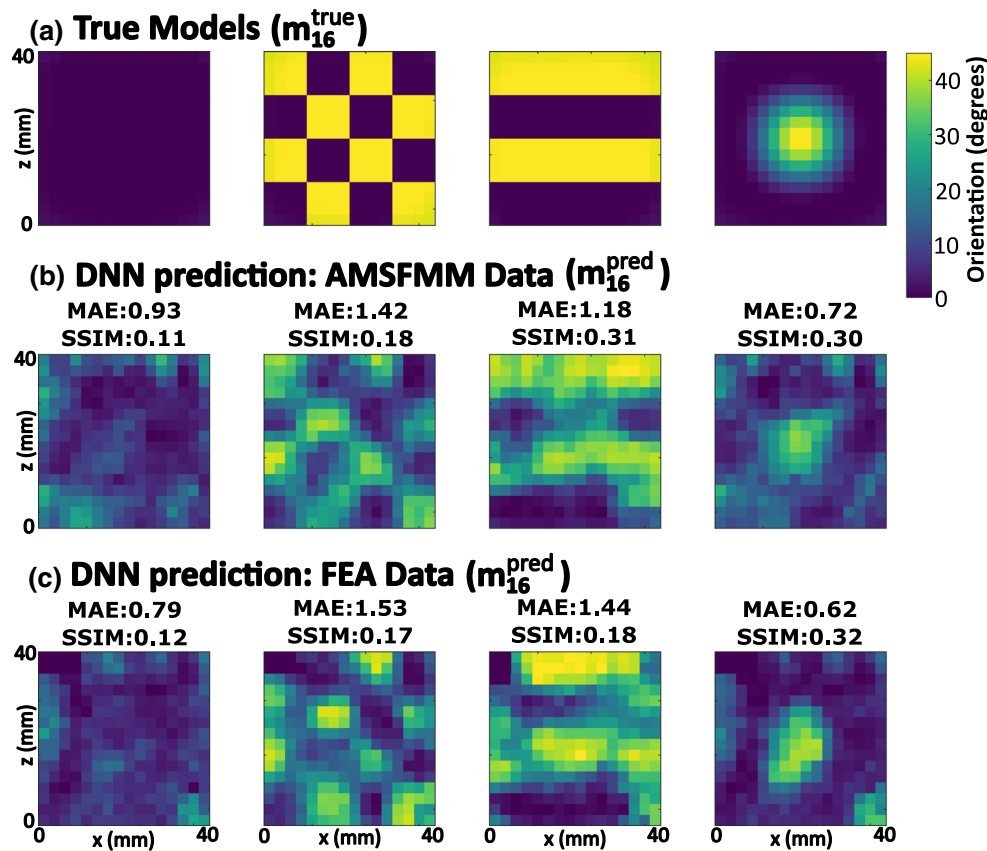 (a) True Models (m₁₆ᵗʳᵘᵉ)
40
z (mm)
0
40
30
20
10
0
Orientation (degrees)
(b) DNN prediction: AMSFMM Data (m₁₆ᵖʳᵉᵈ)
MAE:0.93 MAE:1.42 MAE:1.18 MAE:0.72
SSIM:0.11 SSIM:0.18 SSIM:0.31 SSIM:0.30
40
z (mm)
0
(c) DNN prediction: FEA Data (m₁₆ᵖʳᵉᵈ)
MAE:0.79 MAE:1.53 MAE:1.44 MAE:0.62
SSIM:0.12 SSIM:0.17 SSIM:0.18 SSIM:0.32
40
z (mm)
0
0 x (mm) 40 0 x (mm) 40 0 x (mm) 40 0 x (mm) 40